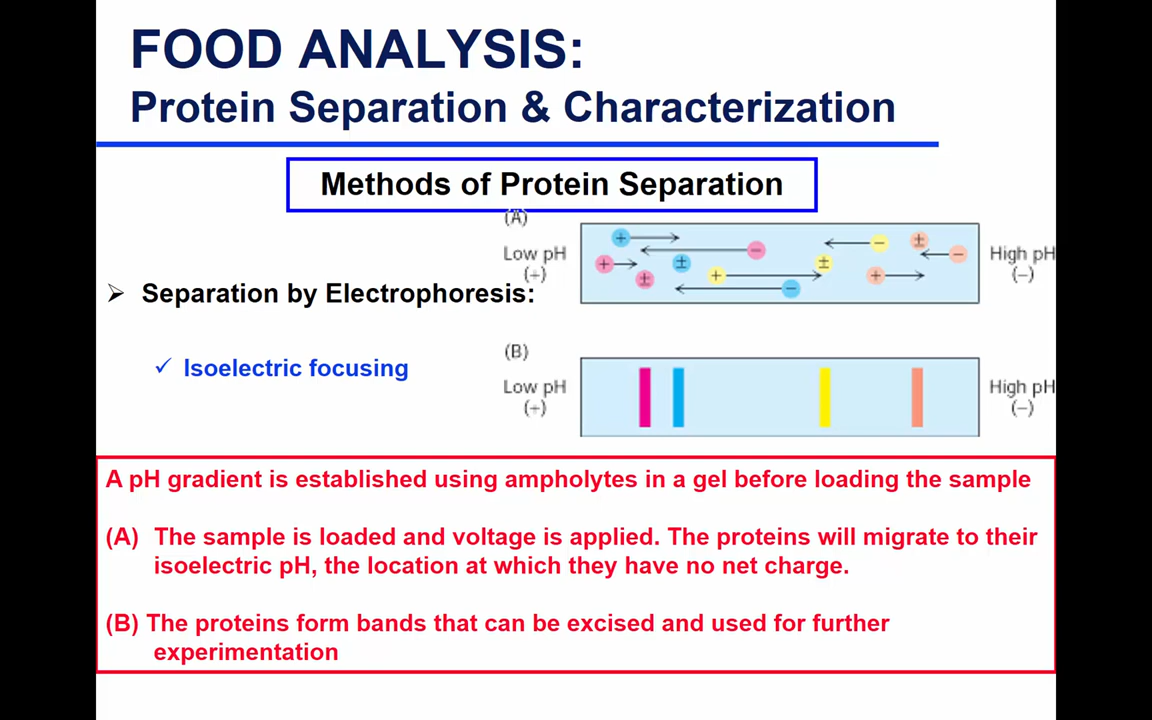 FOOD ANALYSIS:
Protein Separation & Characterization
Methods of Protein Separation
(A)
Low pH
(+)
+
−
±
−
+
±
+
±
−
±
+
−
High pH
(−)
➢ Separation by Electrophoresis:
✓ Isoelectric focusing
(B)
Low pH
(+)
High pH
(−)
A pH gradient is established using ampholytes in a gel before loading the sample
(A) The sample is loaded and voltage is applied. The proteins will migrate to their
isoelectric pH, the location at which they have no net charge.
(B) The proteins form bands that can be excised and used for further
experimentation